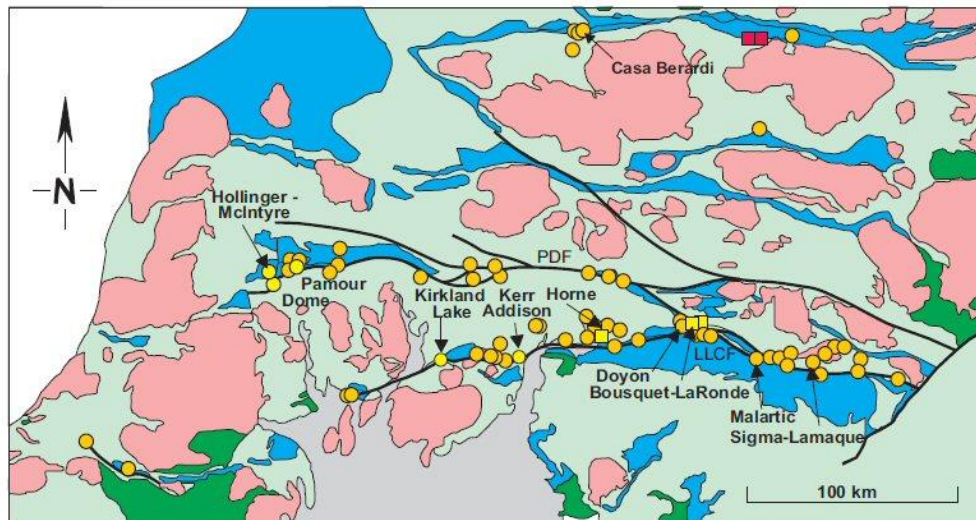 Casa Berardi
N
Hollinger -
McIntyre
PDF
Pamour
Dome
Kirkland
Lake
Kerr
Addison
Horne
LLCF
Doyon
Bousquet-LaRonde
Malartic
Sigma-Lamaque
100 km